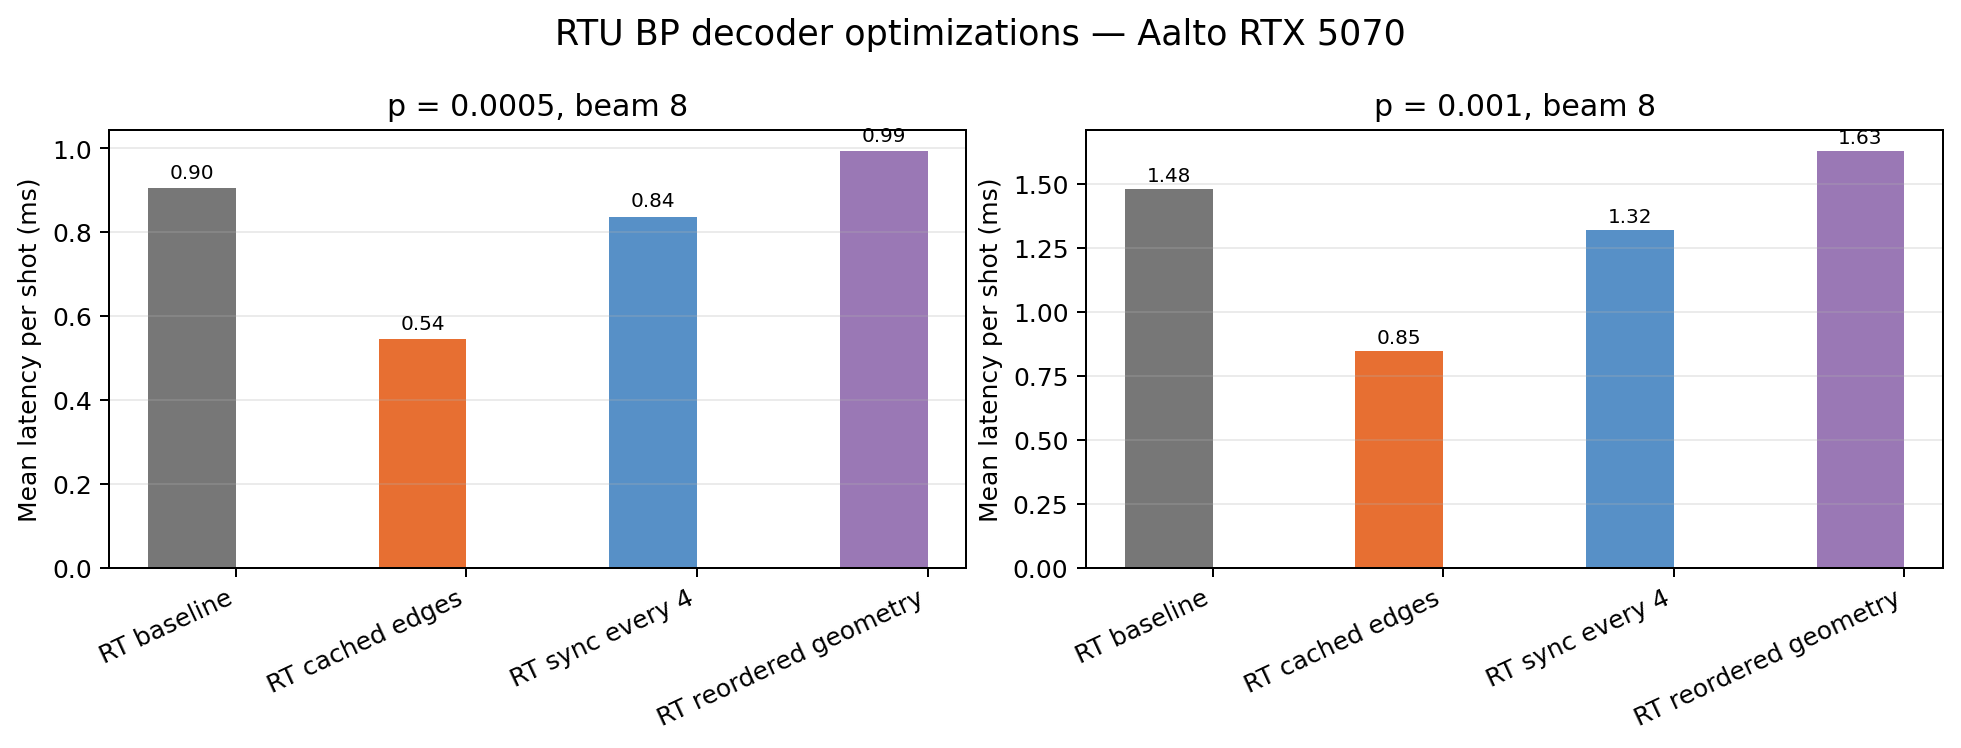 RTU BP decoder optimizations — Aalto RTX 5070
p = 0.0005, beam 8
Mean latency per shot (ms)
1.0
0.8
0.6
0.4
0.2
0.0
0.90
0.54
0.84
0.99
RT baseline
RT cached edges
RT sync every 4
RT reordered geometry
p = 0.001, beam 8
Mean latency per shot (ms)
1.50
1.25
1.00
0.75
0.50
0.25
0.00
1.48
0.85
1.32
1.63
RT baseline
RT cached edges
RT sync every 4
RT reordered geometry